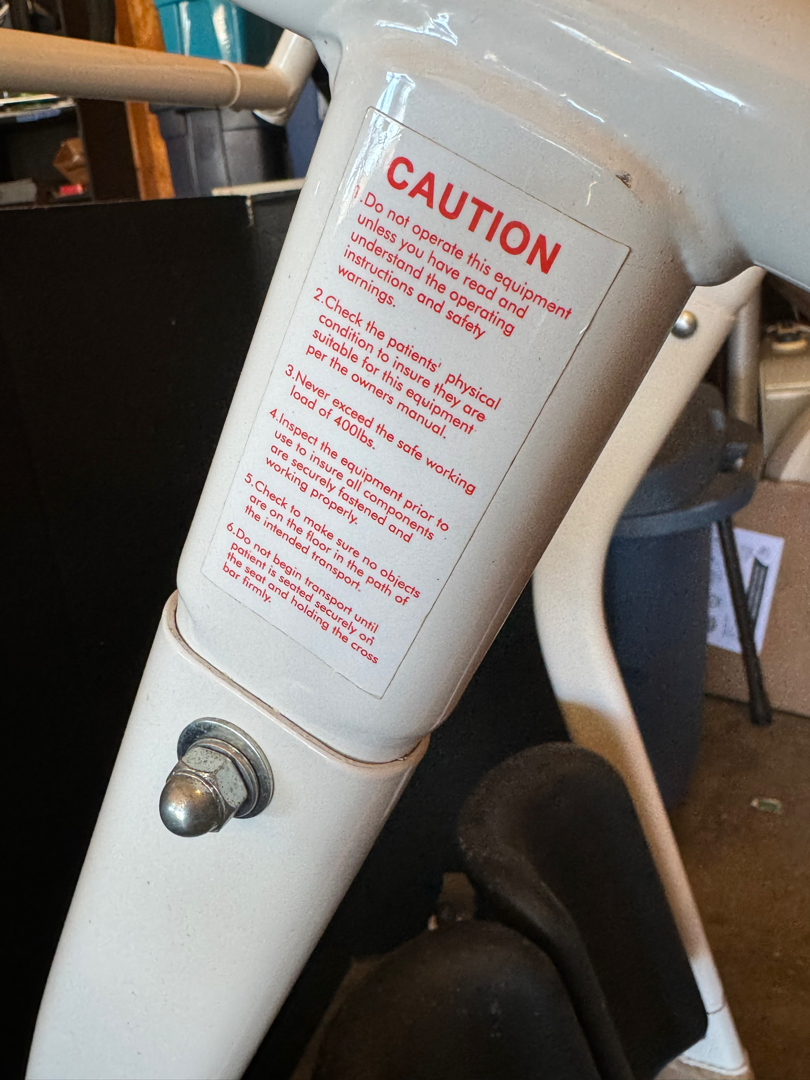 CAUTION
1.Do not operate this equipment
unless you have read and
understand the operating
instructions and safety
warnings.
2.Check the patients' physical
condition to insure they are
suitable for this equipment
per the owners manual.
3.Never exceed the safe working
load of 400lbs.
4.Inspect the equipment prior to
use to insure all components
are securely fastened and
working properly.
5.Check to make sure no objects
are on the floor in the path of
the intended transport.
6.Do not begin transport until
patient is seated securely on
the seat and holding the cross
bar firmly.